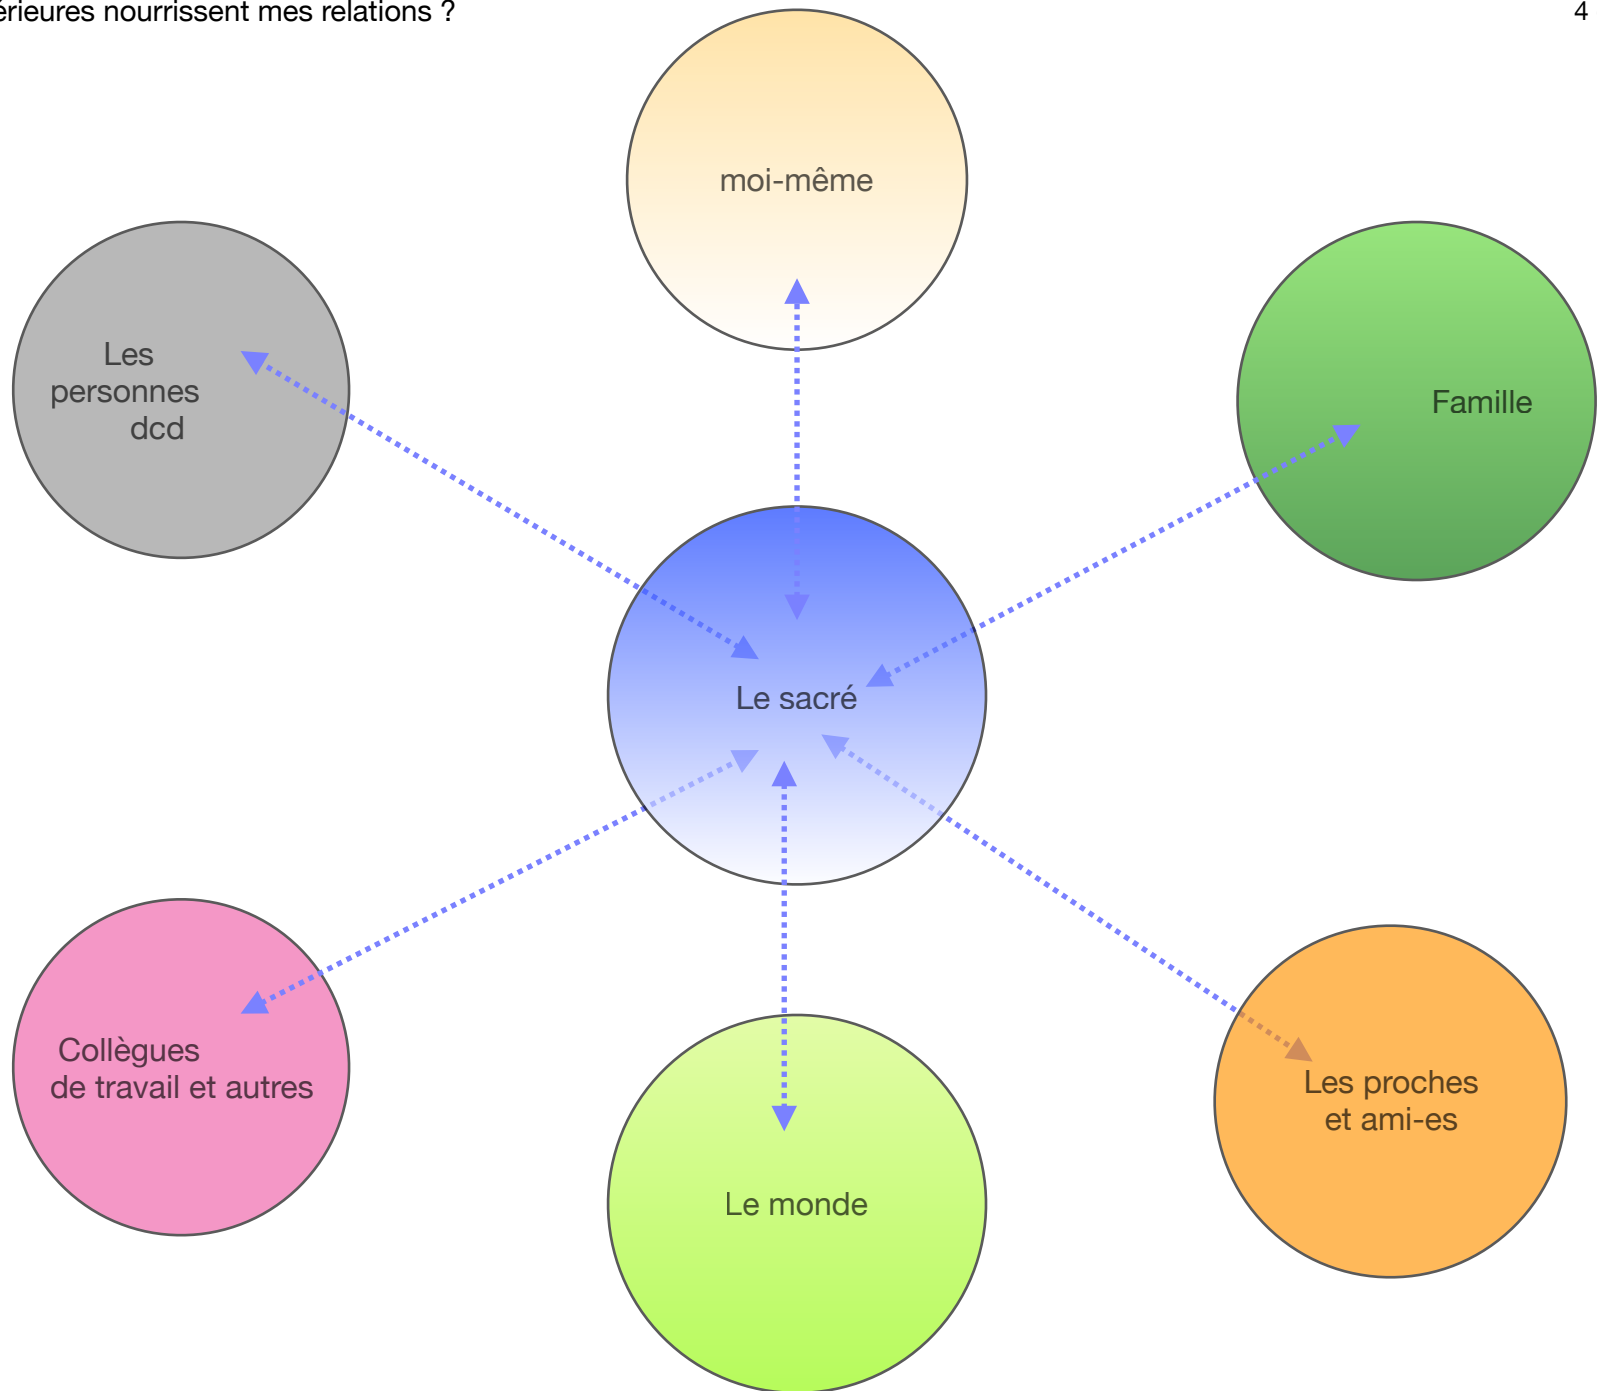 érieures nourrissent mes relations ?
4
moi-même
Les
personnes
dcd
Famille
Le sacré
Collègues
de travail et autres
Les proches
et ami-es
Le monde